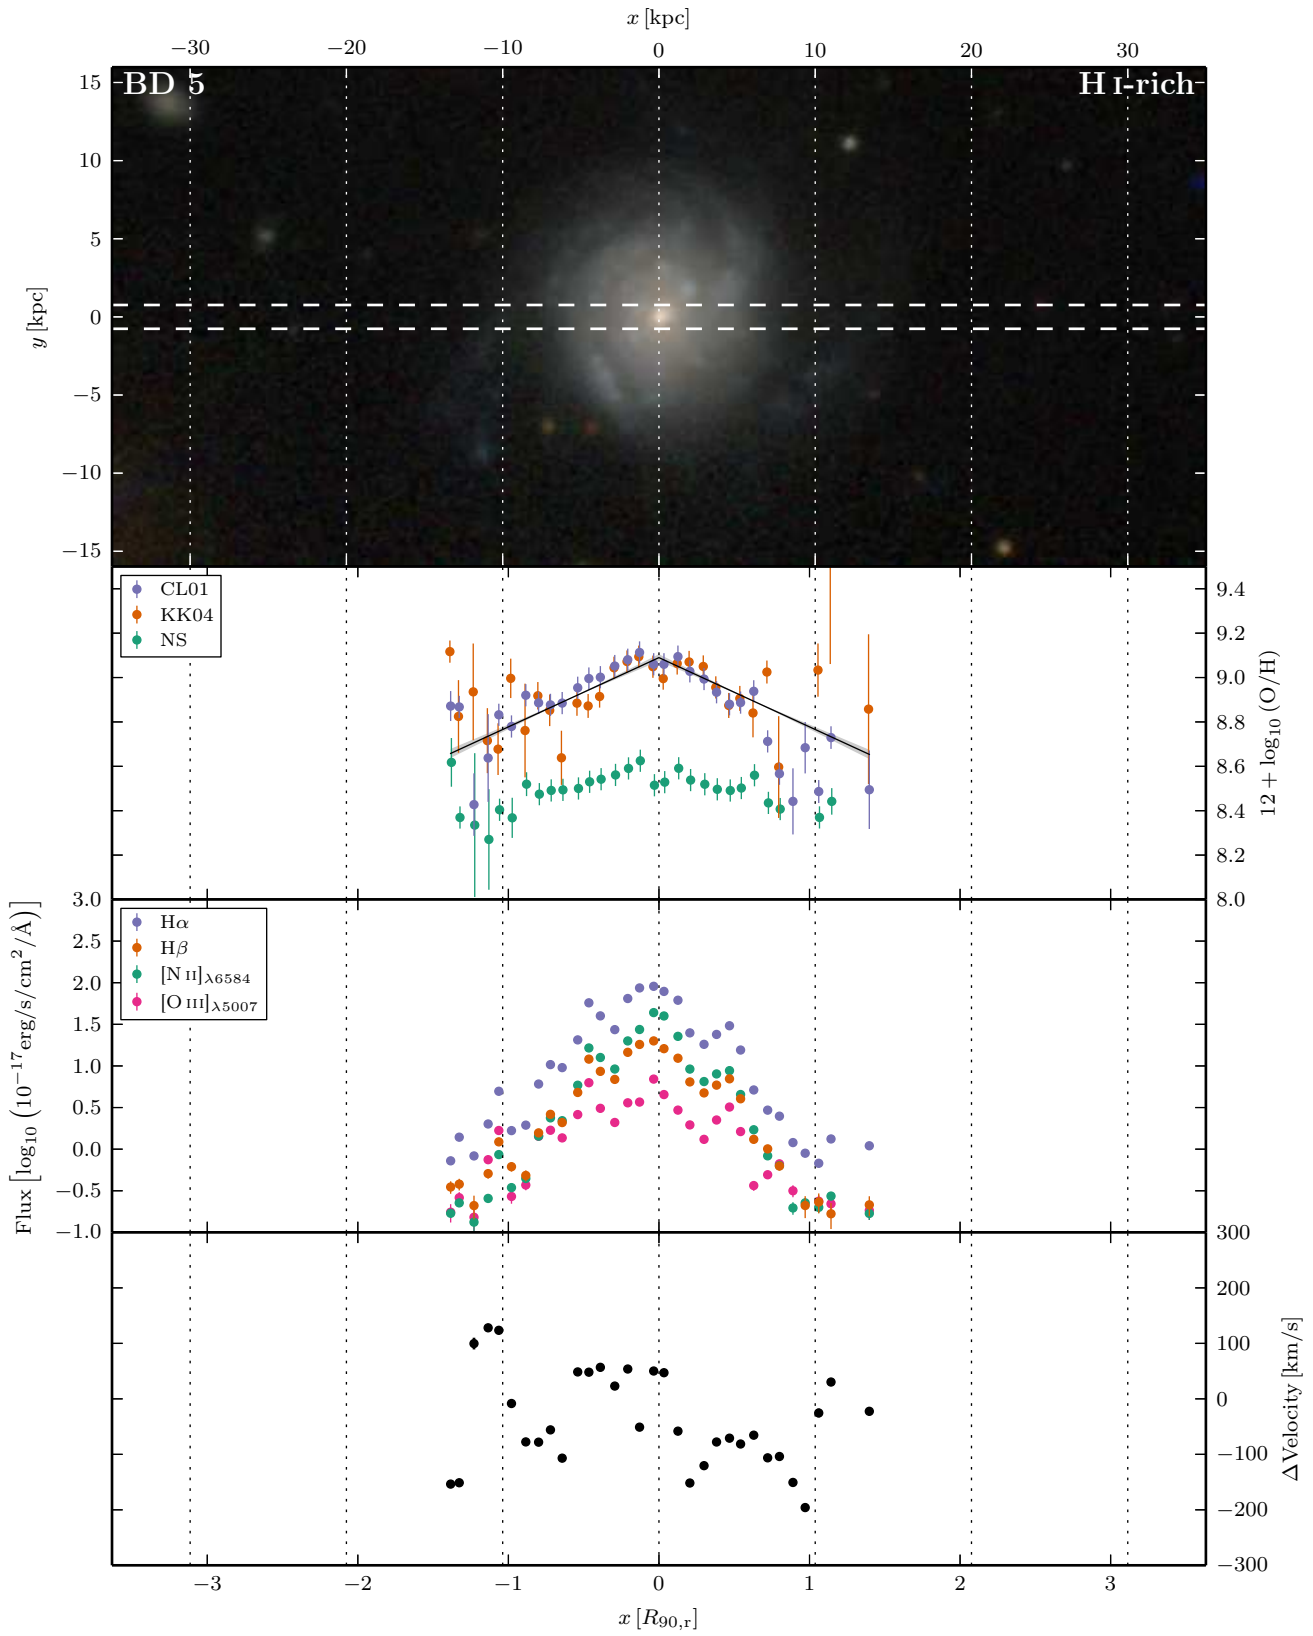 x [kpc]
−30 −20 −10 0 10 20 30
BD 5 H I-rich
15
10
5
0
−5
−10
−15
y [kpc]
CL01
KK04
NS
9.4
9.2
9.0
8.8
8.6
8.4
8.2
8.0
12 + log₁₀ (O/H)
Hα
Hβ
[N II]λ6584
[O III]λ5007
3.0
2.5
2.0
1.5
1.0
0.5
0.0
−0.5
−1.0
Flux [log₁₀ (10⁻¹⁷erg/s/cm²/Å)]
300
200
100
0
−100
−200
−300
ΔVelocity [km/s]
−3 −2 −1 0 1 2 3
x [R₉₀,ᵣ]